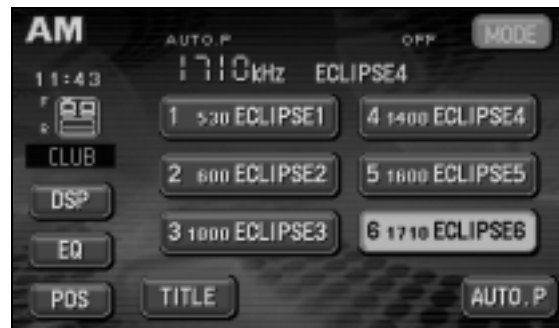 AM AUTO.P OFF MODE
1710kHz ECLIPSE4
11:43
F
R
1 530 ECLIPSE1 4 1400 ECLIPSE4
CLUB
2 600 ECLIPSE2 5 1600 ECLIPSE5
DSP
3 1000 ECLIPSE3 6 1710 ECLIPSE6
EQ
POS TITLE AUTO.P